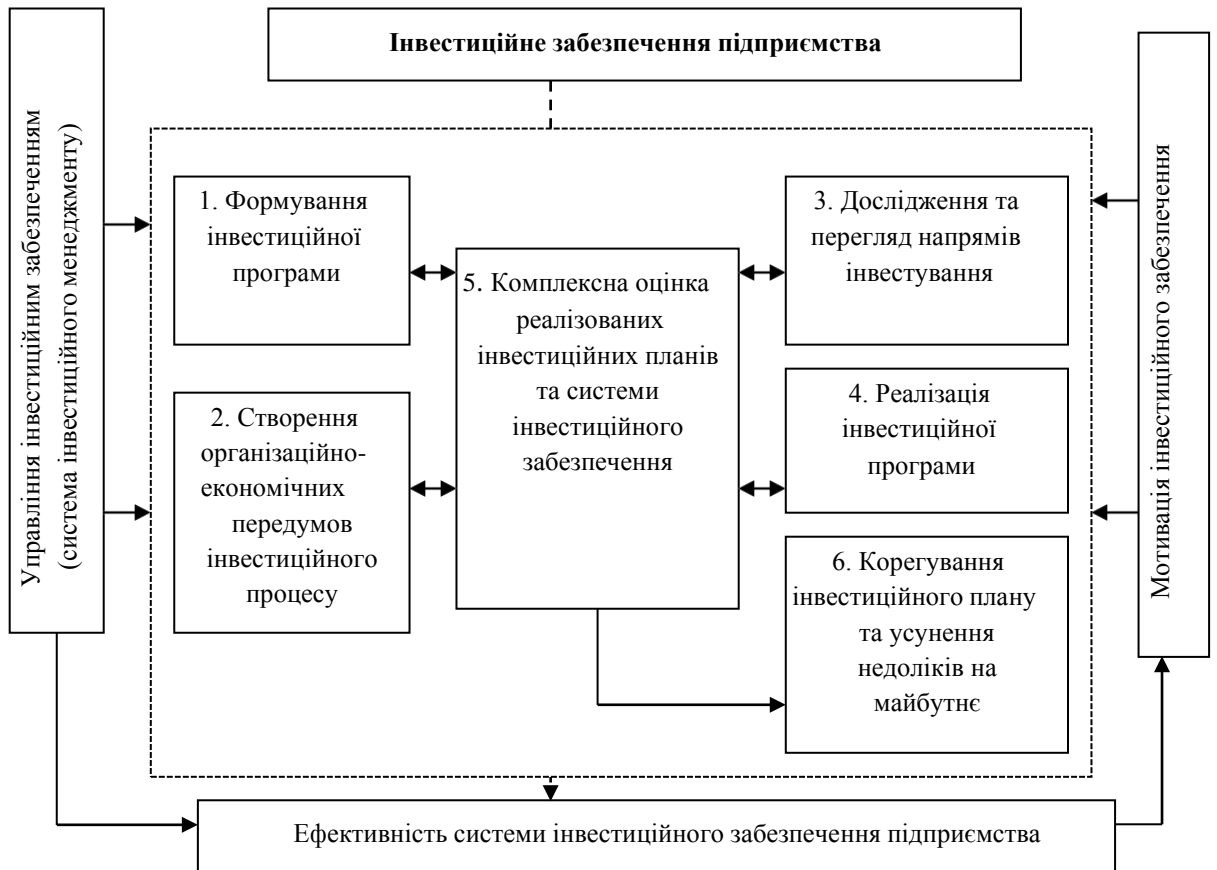 Інвестиційне забезпечення підприємства
Управління інвестиційним забезпеченням
(система інвестиційного менеджменту)
1. Формування
інвестиційної
програми
2. Створення
організаційно-
економічних
передумов
інвестиційного
процесу
5. Комплексна оцінка
реалізованих
інвестиційних планів
та системи
інвестиційного
забезпечення
3. Дослідження та
перегляд напрямів
інвестування
4. Реалізація
інвестиційної
програми
6. Корегування
інвестиційного плану
та усунення
недоліків на
майбутнє
Мотивація інвестиційного забезпечення
Ефективність системи інвестиційного забезпечення підприємства